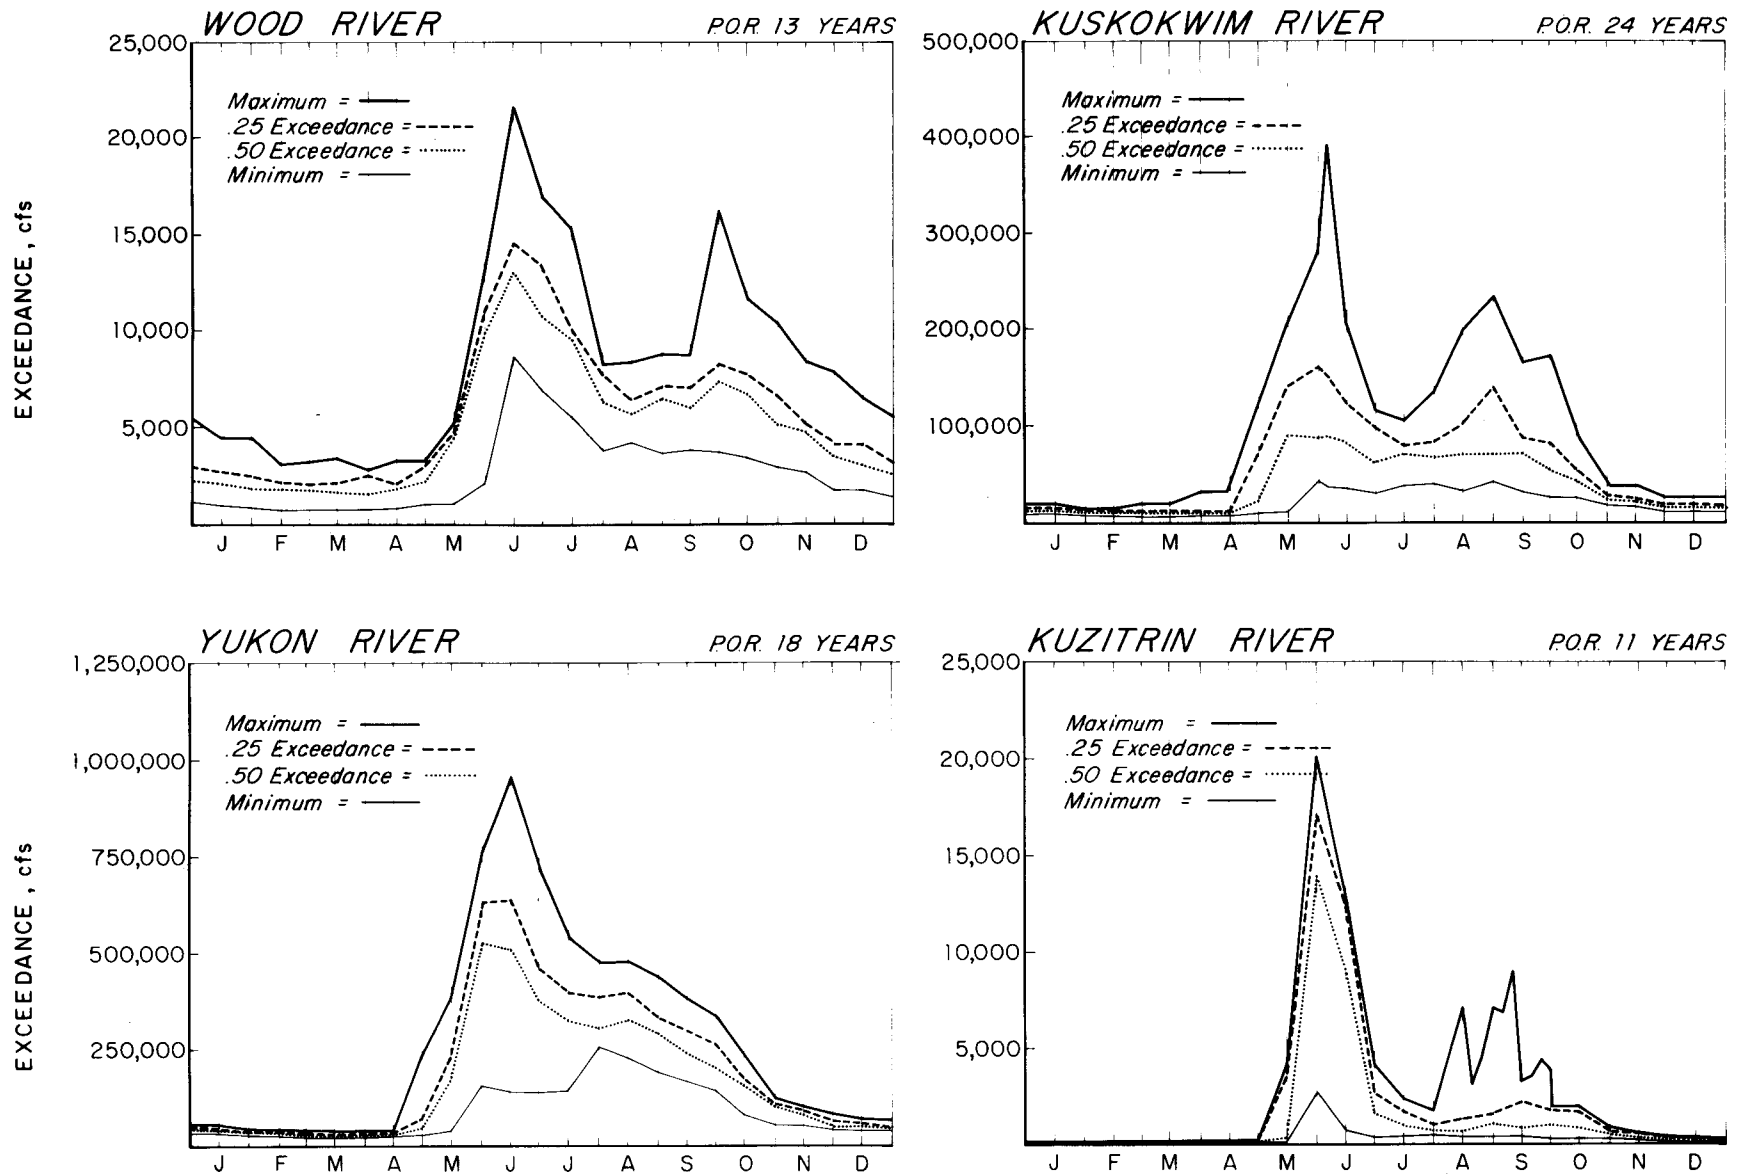 WOOD RIVER P.O.R. 13 YEARS
25,000
20,000
15,000
10,000
5,000
EXCEEDANCE, cfs
Maximum =
.25 Exceedance =
.50 Exceedance =
Minimum =
J F M A M J J A S O N D
KUSKOKWIM RIVER P.O.R. 24 YEARS
500,000
400,000
300,000
200,000
100,000
Maximum =
.25 Exceedance =
.50 Exceedance =
Minimum =
J F M A M J J A S O N D
YUKON RIVER P.O.R. 18 YEARS
1,250,000
1,000,000
750,000
500,000
250,000
EXCEEDANCE, cfs
Maximum =
.25 Exceedance =
.50 Exceedance =
Minimum =
J F M A M J J A S O N D
KUZITRIN RIVER P.O.R. 11 YEARS
25,000
20,000
15,000
10,000
5,000
Maximum =
.25 Exceedance =
.50 Exceedance =
Minimum =
J F M A M J J A S O N D